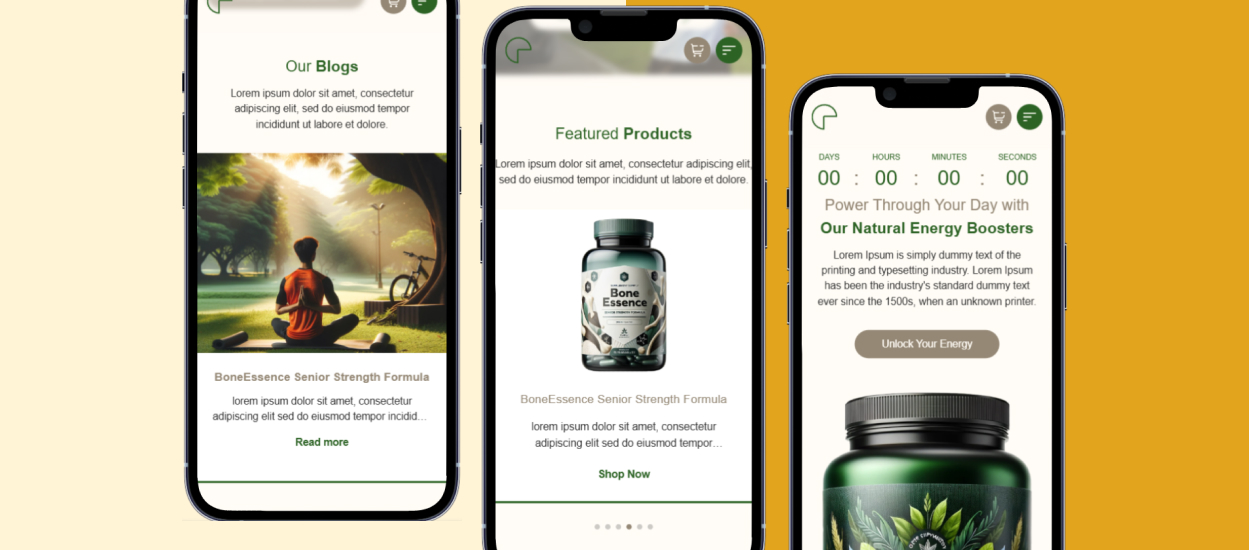 Our Blogs
Lorem ipsum dolor sit amet, consectetur
adipiscing elit, sed do eiusmod tempor
incididunt ut labore et dolore.
BoneEssence Senior Strength Formula
lorem ipsum dolor sit amet, consectetur
adipiscing elit sed do eiusmod tempor incidid...
Read more
Featured Products
Lorem ipsum dolor sit amet, consectetur adipiscing elit,
sed do eiusmod tempor incididunt ut labore et dolore.
Bone
Essence
BoneEssence Senior Strength Formula
lorem ipsum dolor sit amet, consectetur
adipiscing elit sed do eiusmod tempor...
Shop Now
DAYS HOURS MINUTES SECONDS
00 : 00 : 00 : 00
Power Through Your Day with
Our Natural Energy Boosters
Lorem Ipsum is simply dummy text of the
printing and typesetting industry. Lorem Ipsum
has been the industry's standard dummy text
ever since the 1500s, when an unknown printer.
Unlock Your Energy